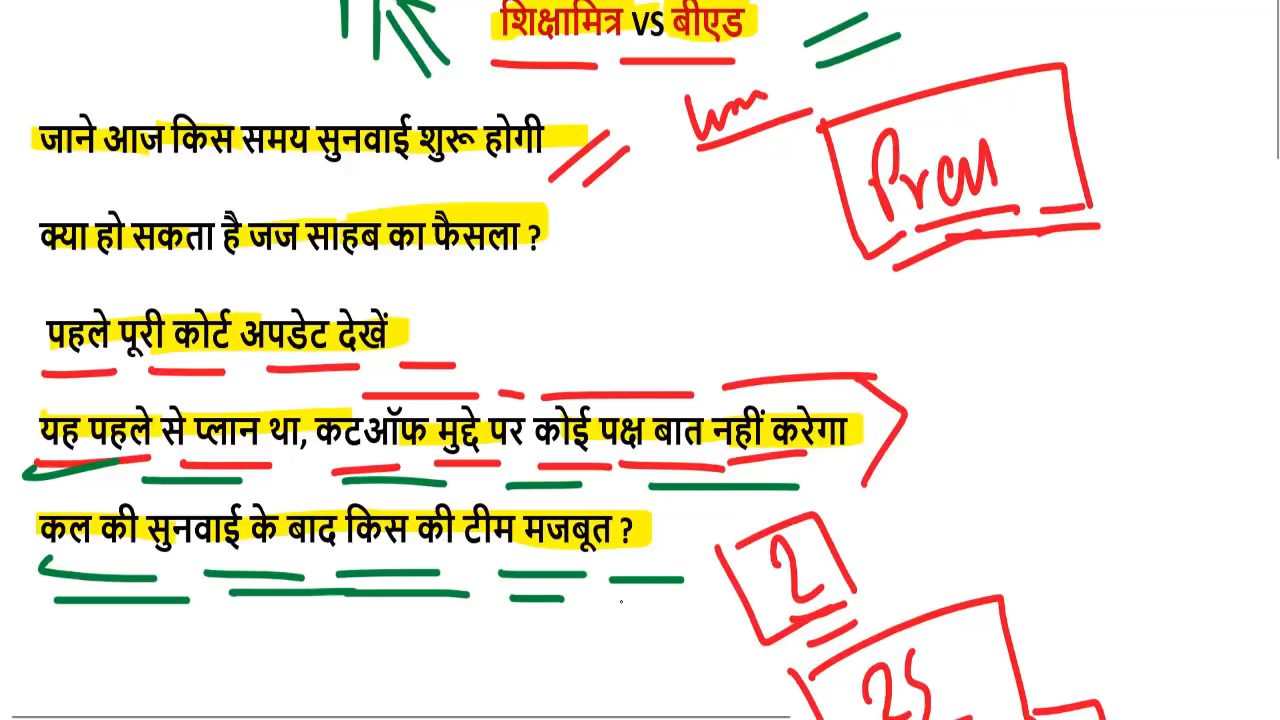 शिक्षामित्र VS बीएड
जाने आज किस समय सुनवाई शुरू होगी
क्या हो सकता है जज साहब का फैसला ?
पहले पूरी कोर्ट अपडेट देखें
यह पहले से प्लान था, कटऑफ मुद्दे पर कोई पक्ष बात नहीं करेगा
कल की सुनवाई के बाद किस की टीम मजबूत ?
2
25